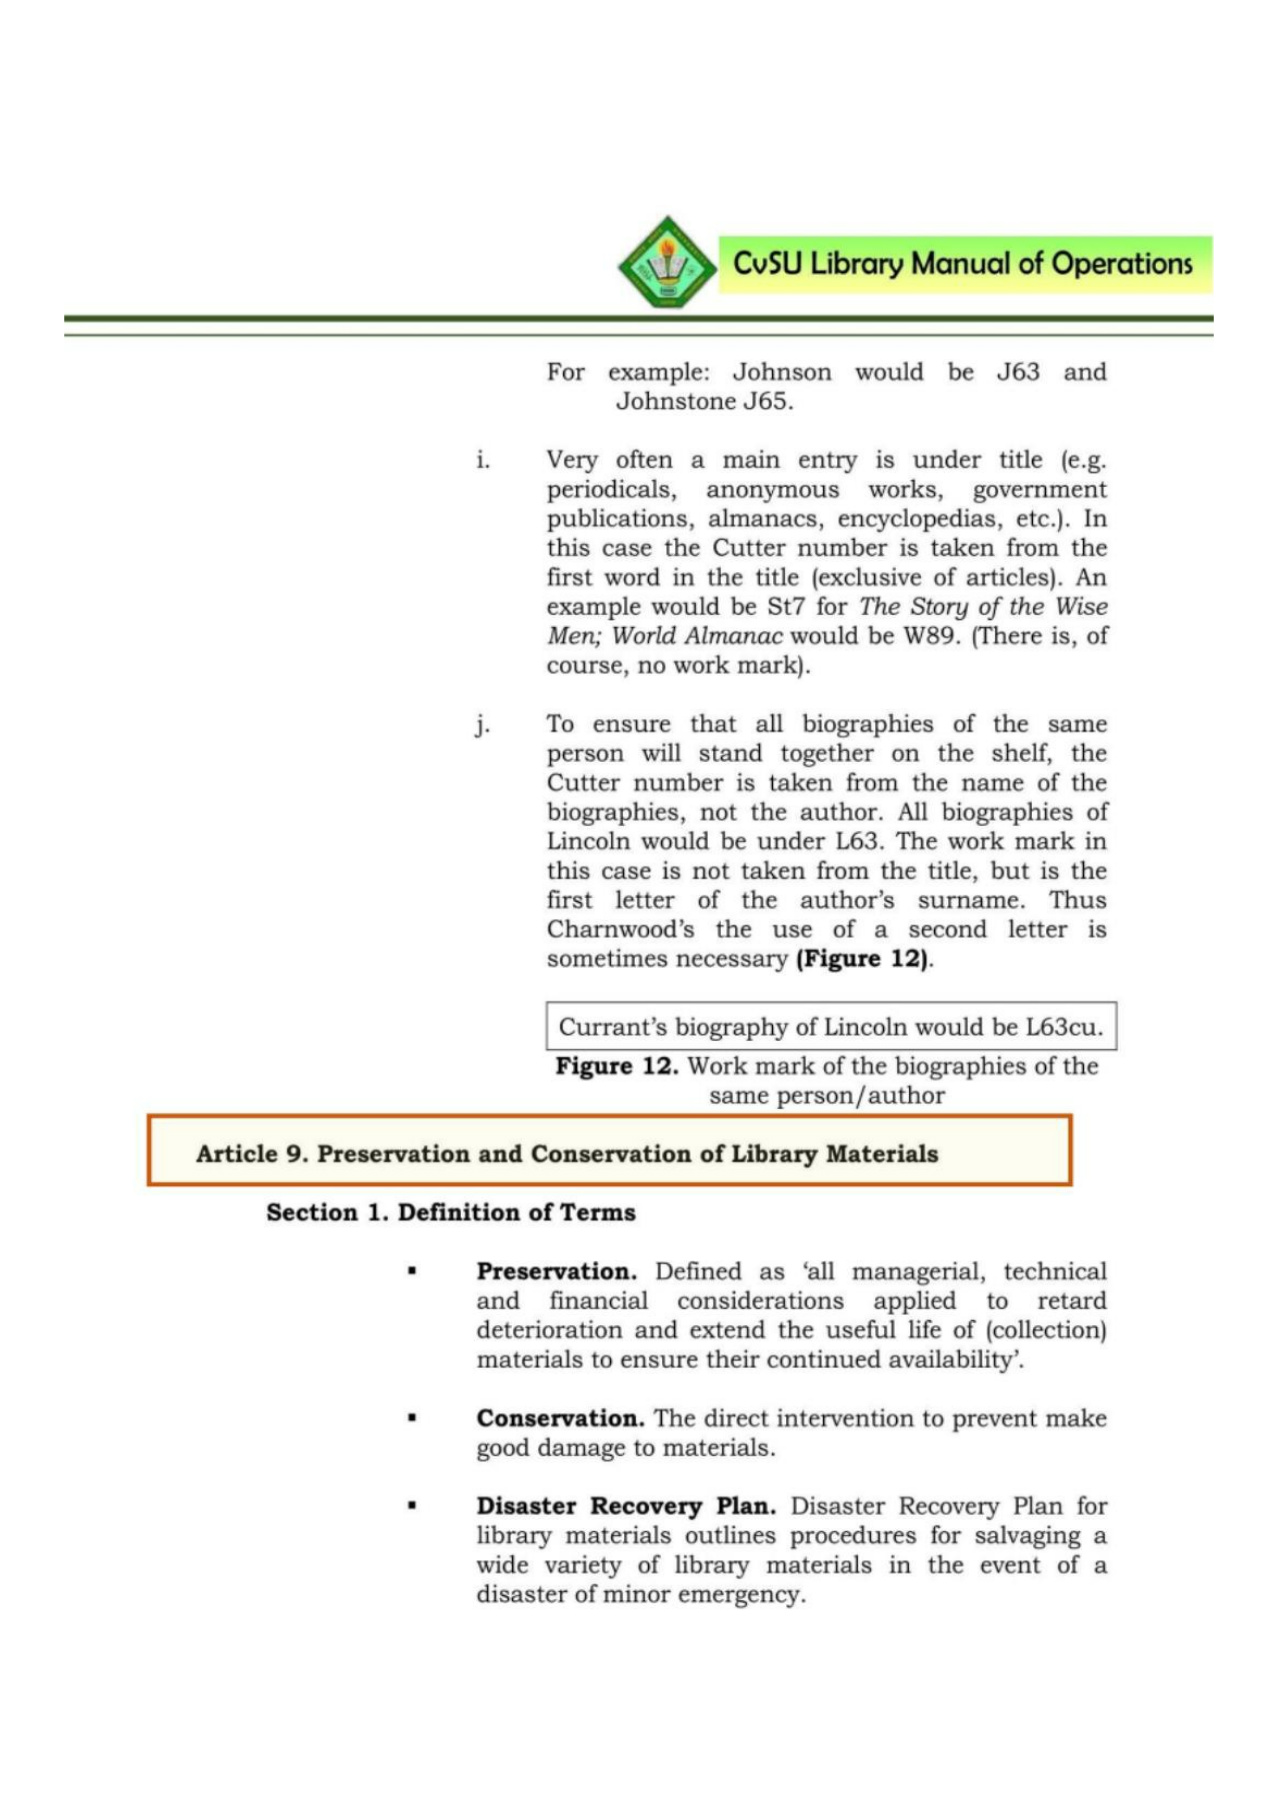 CvSU Library Manual of Operations
For example: Johnson would be J63 and
Johnstone J65.
i. Very often a main entry is under title (e.g.
periodicals, anonymous works, government
publications, almanacs, encyclopedias, etc.). In
this case the Cutter number is taken from the
first word in the title (exclusive of articles). An
example would be St7 for The Story of the Wise
Men; World Almanac would be W89. (There is, of
course, no work mark).
j. To ensure that all biographies of the same
person will stand together on the shelf, the
Cutter number is taken from the name of the
biographies, not the author. All biographies of
Lincoln would be under L63. The work mark in
this case is not taken from the title, but is the
first letter of the author’s surname. Thus
Charnwood’s the use of a second letter is
sometimes necessary (Figure 12).
Currant’s biography of Lincoln would be L63cu.
Figure 12. Work mark of the biographies of the
same person/author
Article 9. Preservation and Conservation of Library Materials
Section 1. Definition of Terms
▪ Preservation. Defined as ‘all managerial, technical
and financial considerations applied to retard
deterioration and extend the useful life of (collection)
materials to ensure their continued availability’.
▪ Conservation. The direct intervention to prevent make
good damage to materials.
▪ Disaster Recovery Plan. Disaster Recovery Plan for
library materials outlines procedures for salvaging a
wide variety of library materials in the event of a
disaster of minor emergency.